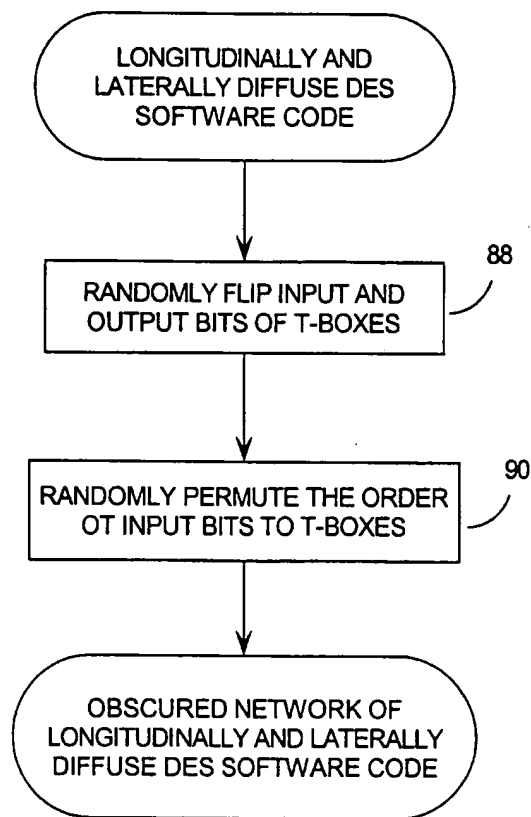 LONGITUDINALLY AND
LATERALLY DIFFUSE DES
SOFTWARE CODE
88
RANDOMLY FLIP INPUT AND
OUTPUT BITS OF T-BOXES
90
RANDOMLY PERMUTE THE ORDER
OT INPUT BITS TO T-BOXES
OBSCURED NETWORK OF
LONGITUDINALLY AND LATERALLY
DIFFUSE DES SOFTWARE CODE